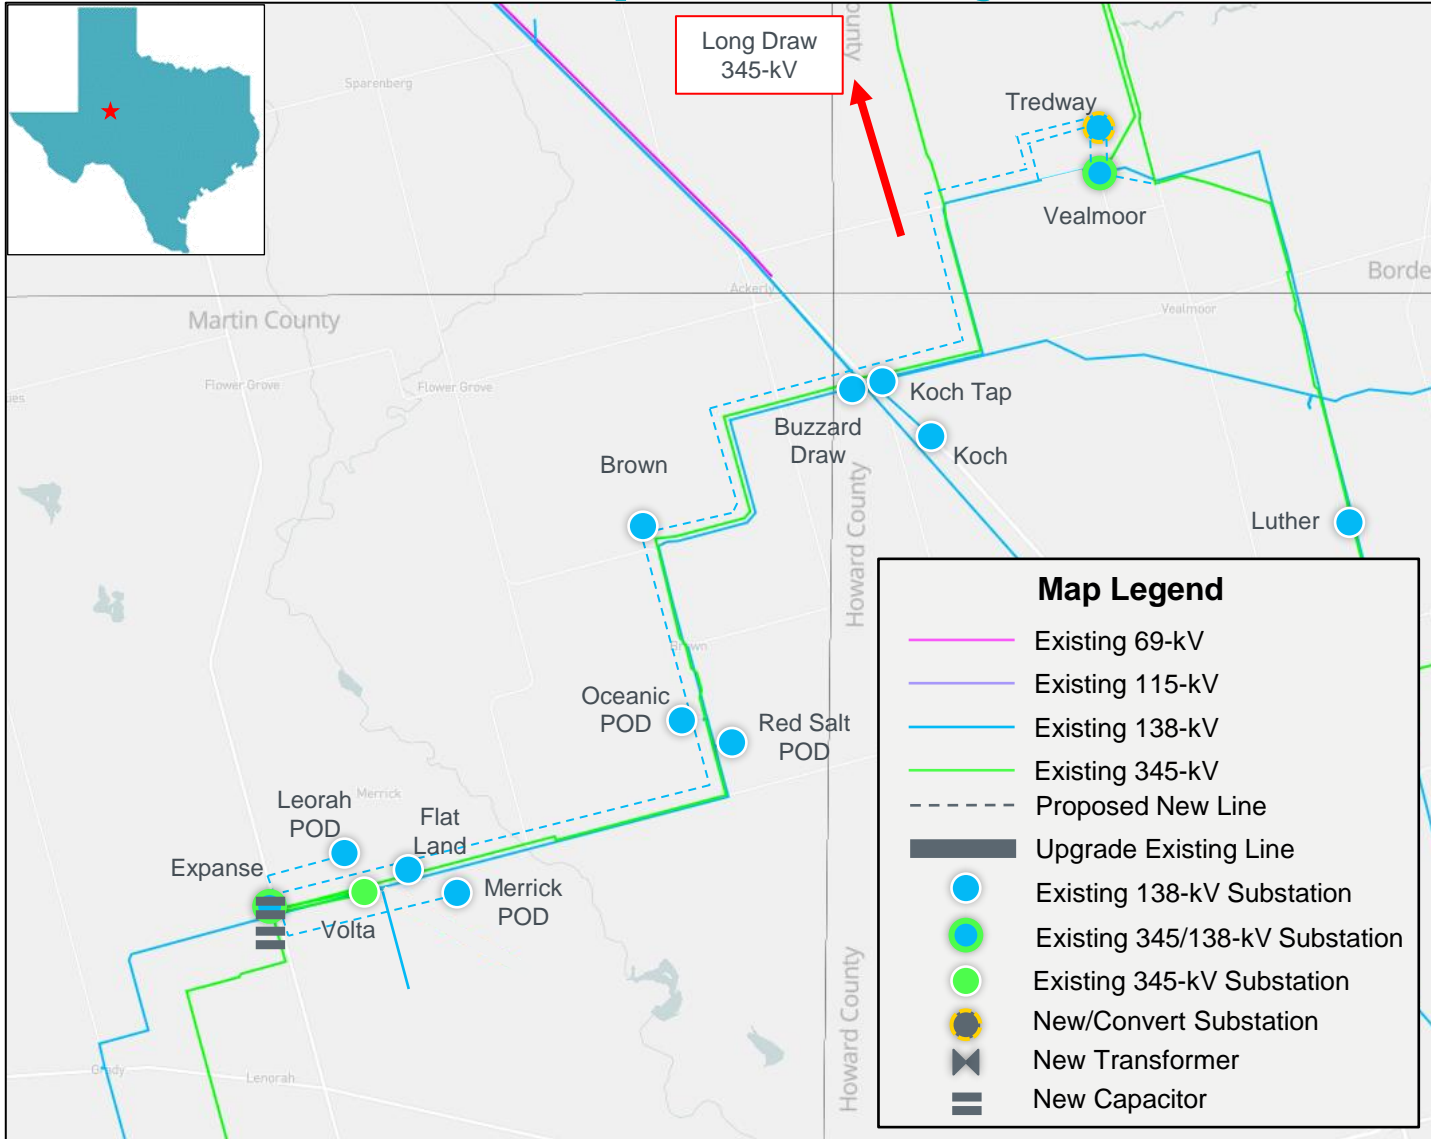 Long Draw
345-kV
ounty
Sparenberg
Tredway
Vealmoor
Borde
Ackerly
Vealmoor
Martin County
Flower Grove
Flower Grove
ues
Koch Tap
Buzzard
Draw
Koch
Brown
Howard County
Luther
Brown
Oceanic
POD
Red Salt
POD
Merrick
Leorah
POD
Flat
Land
Expanse
Merrick
POD
Volta
Howard County
Grady
Lenorah
Map Legend
Existing 69-kV
Existing 115-kV
Existing 138-kV
Existing 345-kV
Proposed New Line
Upgrade Existing Line
Existing 138-kV Substation
Existing 345/138-kV Substation
Existing 345-kV Substation
New/Convert Substation
New Transformer
New Capacitor